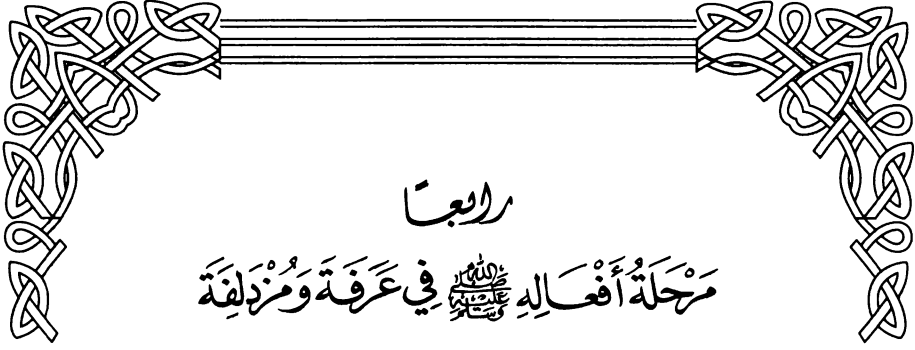 رابعًا
مَرْحَلَةُ أَفْعَالِهِ ﷺ فِي عَرَفَةَ وَمُزْدَلِفَةَ